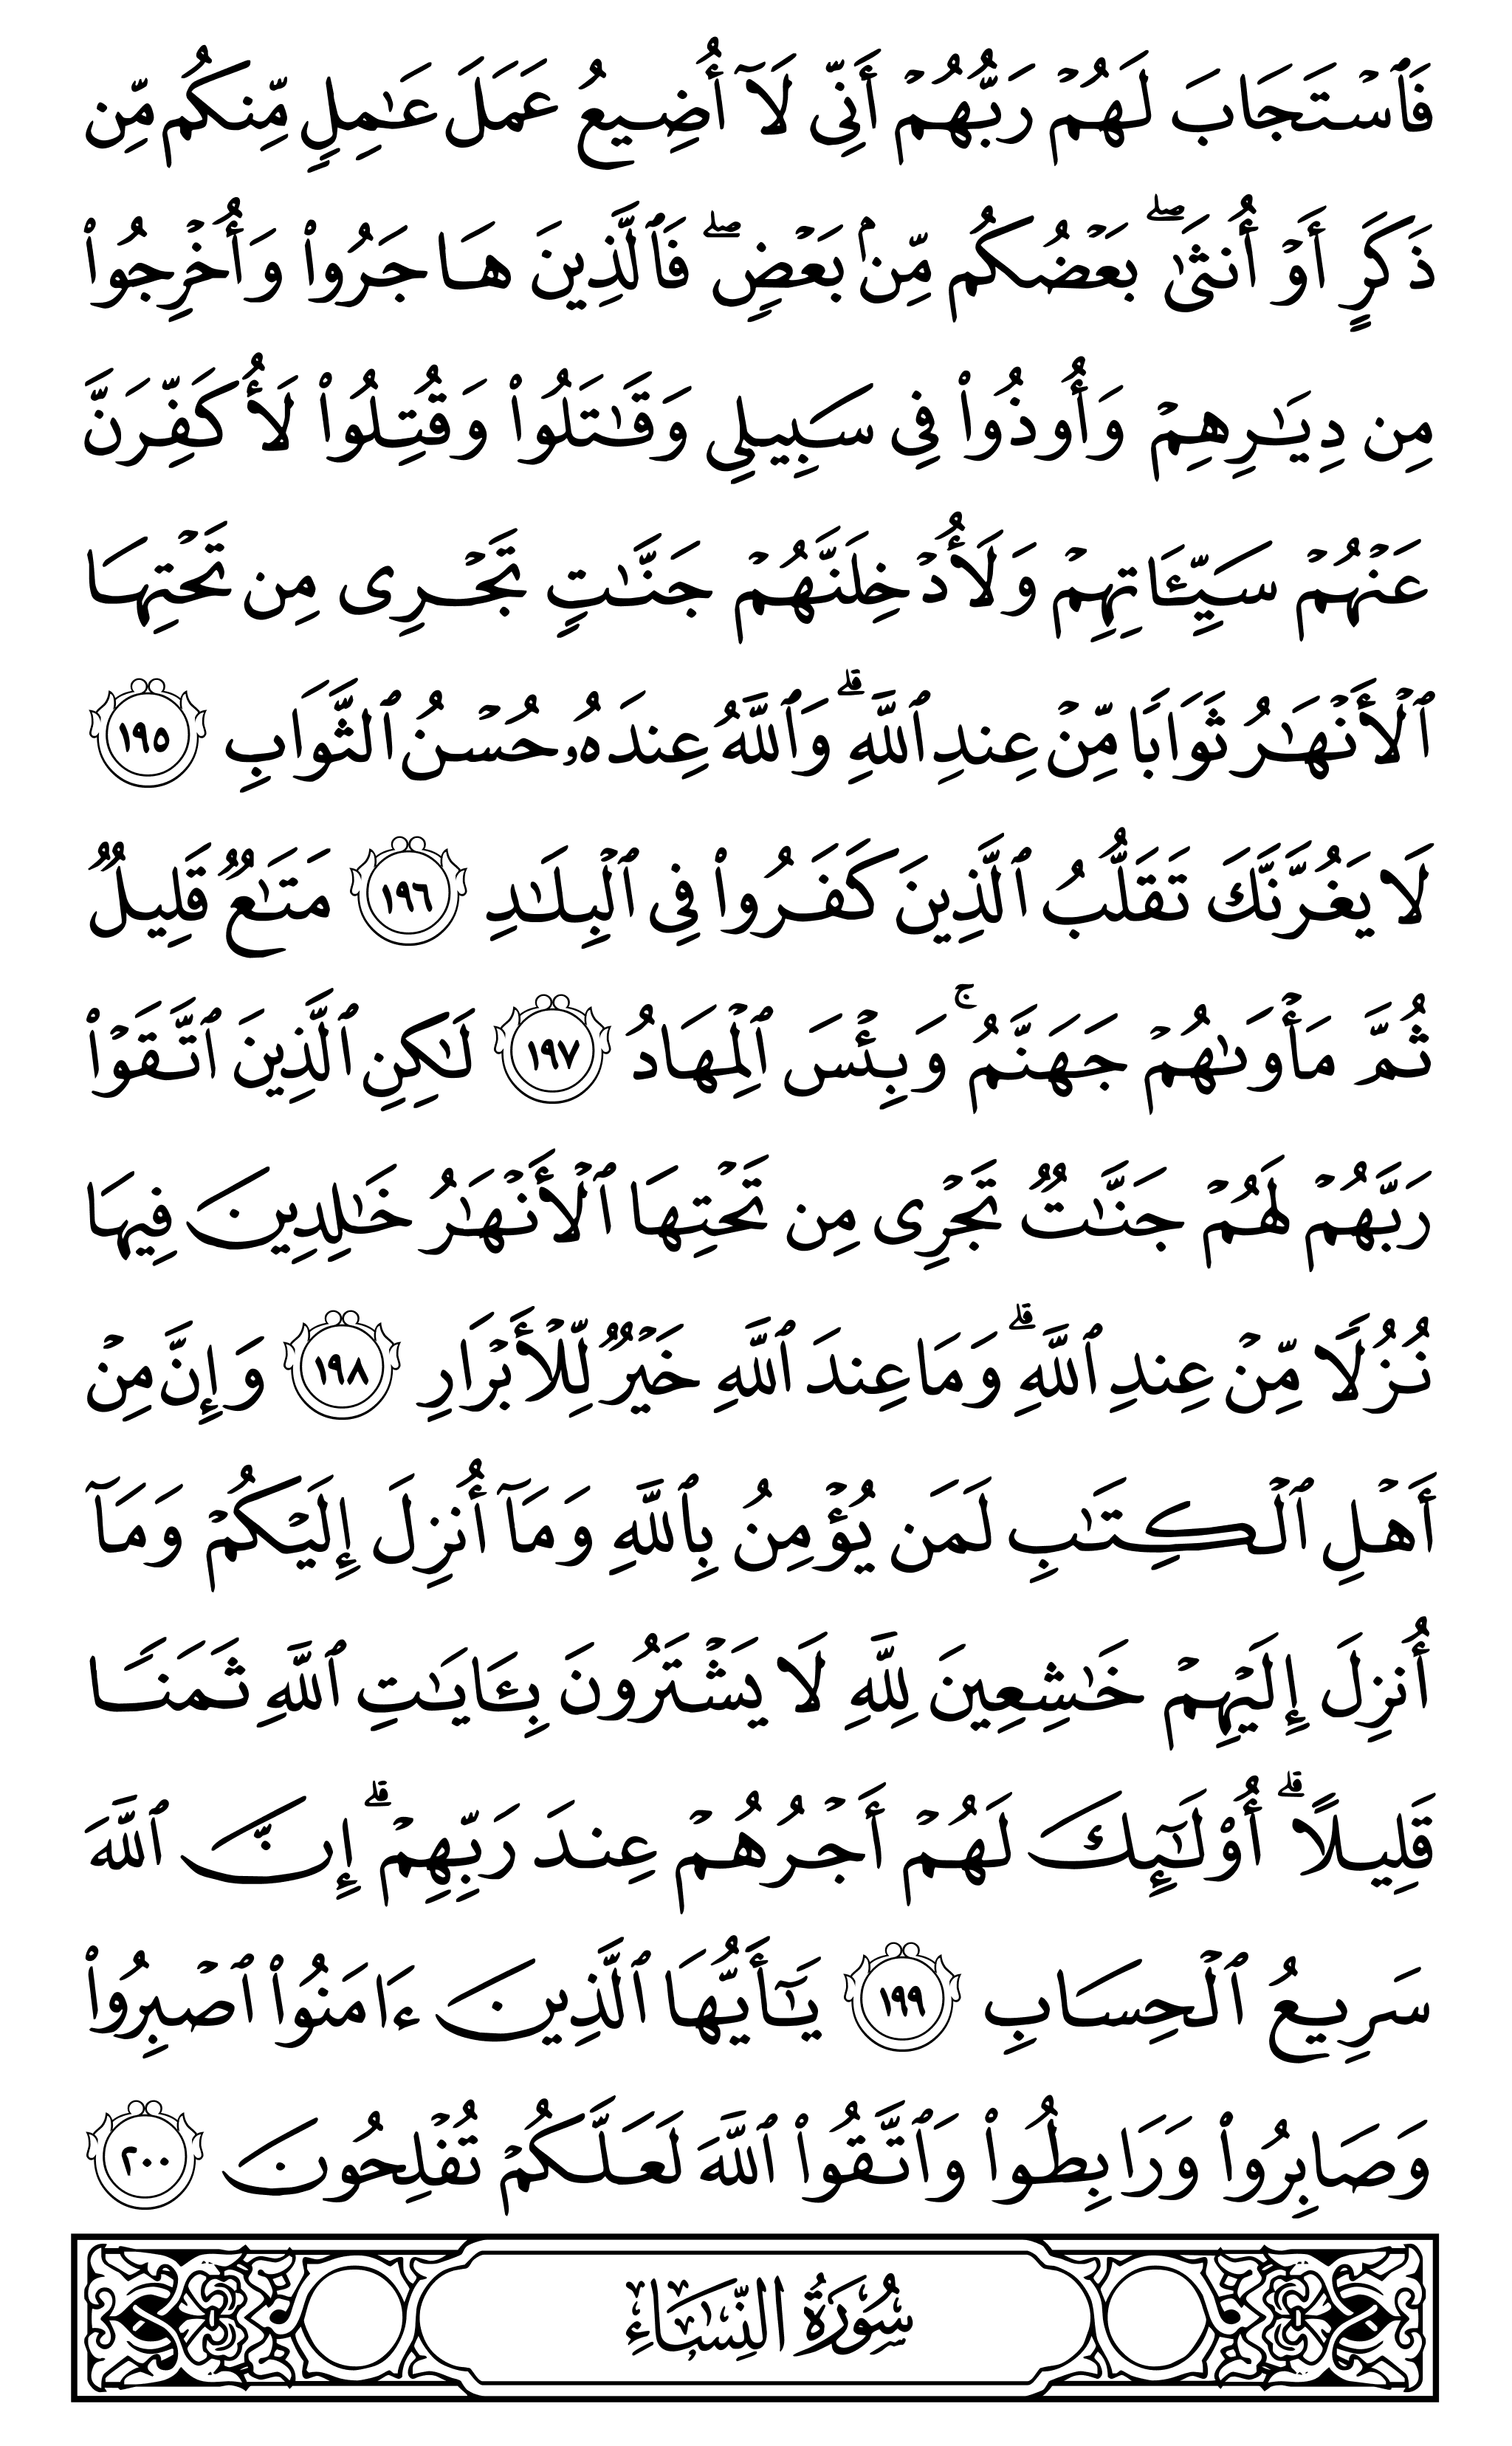 فَٱسۡتَجَابَ لَهُمۡ رَبُّهُمۡ أَنِّي لَآ أُضِيعُ عَمَلَ عَٰمِلٖ مِّنكُم مِّن
ذَكَرٍ أَوۡ أُنثَىٰۖ بَعۡضُكُم مِّنۢ بَعۡضٖۖ فَٱلَّذِينَ هَاجَرُواْ وَأُخۡرِجُواْ
مِن دِيَٰرِهِمۡ وَأُوذُواْ فِي سَبِيلِي وَقَٰتَلُواْ وَقُتِلُواْ لَأُكَفِّرَنَّ
عَنۡهُمۡ سَيِّـَٔاتِهِمۡ وَلَأُدۡخِلَنَّهُمۡ جَنَّٰتٖ تَجۡرِي مِن تَحۡتِهَا
ٱلۡأَنۡهَٰرُ ثَوَابٗا مِّنۡ عِندِ ٱللَّهِۚ وَٱللَّهُ عِندَهُۥ حُسۡنُ ٱلثَّوَابِ ١٩٥
لَا يَغُرَّنَّكَ تَقَلُّبُ ٱلَّذِينَ كَفَرُواْ فِي ٱلۡبِلَٰدِ ١٩٦ مَتَٰعٞ قَلِيلٞ
ثُمَّ مَأۡوَىٰهُمۡ جَهَنَّمُۚ وَبِئۡسَ ٱلۡمِهَادُ ١٩٧ لَٰكِنِ ٱلَّذِينَ ٱتَّقَوۡاْ
رَبَّهُمۡ لَهُمۡ جَنَّٰتٞ تَجۡرِي مِن تَحۡتِهَا ٱلۡأَنۡهَٰرُ خَٰلِدِينَ فِيهَا
نُزُلٗا مِّنۡ عِندِ ٱللَّهِۗ وَمَا عِندَ ٱللَّهِ خَيۡرٞ لِّلۡأَبۡرَارِ ١٩٨ وَإِنَّ مِنۡ
أَهۡلِ ٱلۡكِتَٰبِ لَمَن يُؤۡمِنُ بِٱللَّهِ وَمَآ أُنزِلَ إِلَيۡكُمۡ وَمَآ
أُنزِلَ إِلَيۡهِمۡ خَٰشِعِينَ لِلَّهِ لَا يَشۡتَرُونَ بِـَٔايَٰتِ ٱللَّهِ ثَمَنٗا
قَلِيلًاۚ أُوْلَٰٓئِكَ لَهُمۡ أَجۡرُهُمۡ عِندَ رَبِّهِمۡۗ إِنَّ ٱللَّهَ
سَرِيعُ ٱلۡحِسَابِ ١٩٩ يَٰٓأَيُّهَا ٱلَّذِينَ ءَامَنُواْ ٱصۡبِرُواْ
وَصَابِرُواْ وَرَابِطُواْ وَٱتَّقُواْ ٱللَّهَ لَعَلَّكُمۡ تُفۡلِحُونَ ٢٠٠
سُورَةُ النِّسَاءِ